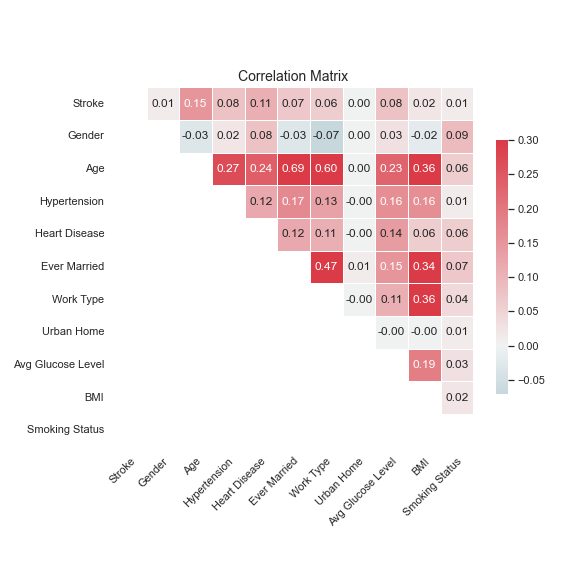 Correlation Matrix
Stroke 0.01 0.15 0.08 0.11 0.07 0.06 0.00 0.08 0.02 0.01
Gender -0.03 0.02 0.08 -0.03 -0.07 0.00 0.03 -0.02 0.09
Age 0.27 0.24 0.69 0.60 0.00 0.23 0.36 0.06
Hypertension 0.12 0.17 0.13 -0.00 0.16 0.16 0.01
Heart Disease 0.12 0.11 -0.00 0.14 0.06 0.06
Ever Married 0.47 0.01 0.15 0.34 0.07
Work Type -0.00 0.11 0.36 0.04
Urban Home -0.00 -0.00 0.01
Avg Glucose Level 0.19 0.03
BMI 0.02
Smoking Status
Stroke
Gender
Age
Hypertension
Heart Disease
Ever Married
Work Type
Urban Home
Avg Glucose Level
BMI
Smoking Status
0.30
0.25
0.20
0.15
0.10
0.05
0.00
−0.05